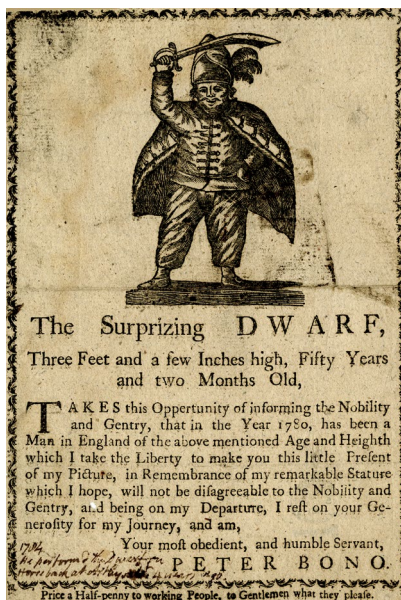 The Surprizing DWARF,
Three Feet and a few Inches high, Fifty Years
and two Months Old,
TAKES this Oppertunity of informing the Nobility
and Gentry, that in the Year 1780, has been a
Man in England of the above mentioned Age and Heighth
which I take the Liberty to make you this little Preſent
of my Picture, in Remembrance of my remarkable Stature
which I hope, will not be diſagreeable to the Nobility and
Gentry, and being on my Departure, I reſt on your Ge-
neroſity for my Journey, and am,
Your moſt obedient, and humble Servant,
PETER BONO.
1784
he performed
Price a Half-penny to working People, to Gentlemen what they pleaſe.